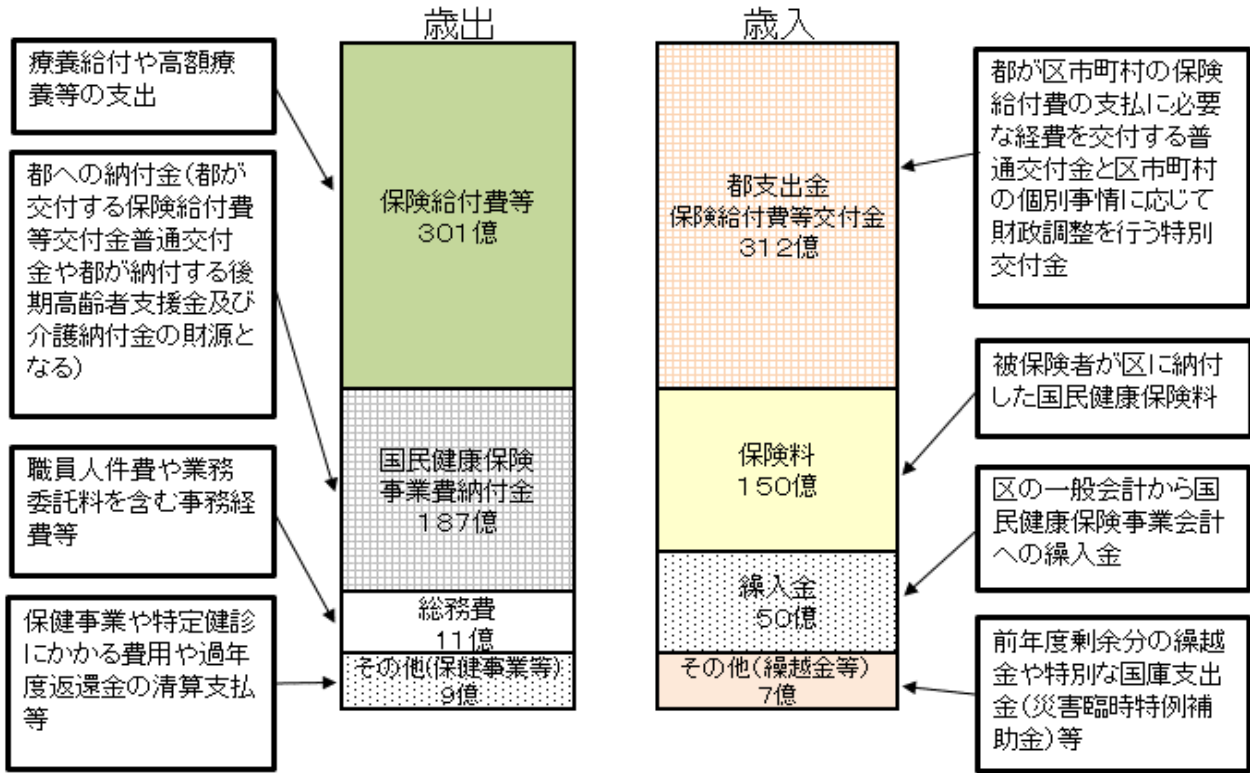 歳出
歳入
療養給付や高額療
養等の支出
都への納付金(都が
交付する保険給付費
等交付金普通交付
金や都が納付する後
期高齢者支援金及び
介護納付金の財源と
なる)
職員人件費や業務
委託料を含む事務経
費等
保健事業や特定健診
にかかる費用や過年
度返還金の清算支払
等
保険給付費等
301億
国民健康保険
事業費納付金
187億
総務費
11億
その他(保健事業等)
9億
都支出金
保険給付費等交付金
312億
保険料
150億
繰入金
50億
その他(繰越金等)
7億
都が区市町村の保険
給付費の支払に必要
な経費を交付する普
通交付金と区市町村
の個別事情に応じて
財政調整を行う特別
交付金
被保険者が区に納付
した国民健康保険料
区の一般会計から国
民健康保険事業会計
への繰入金
前年度剰余分の繰越
金や特別な国庫支出
金(災害臨時特例補
助金)等